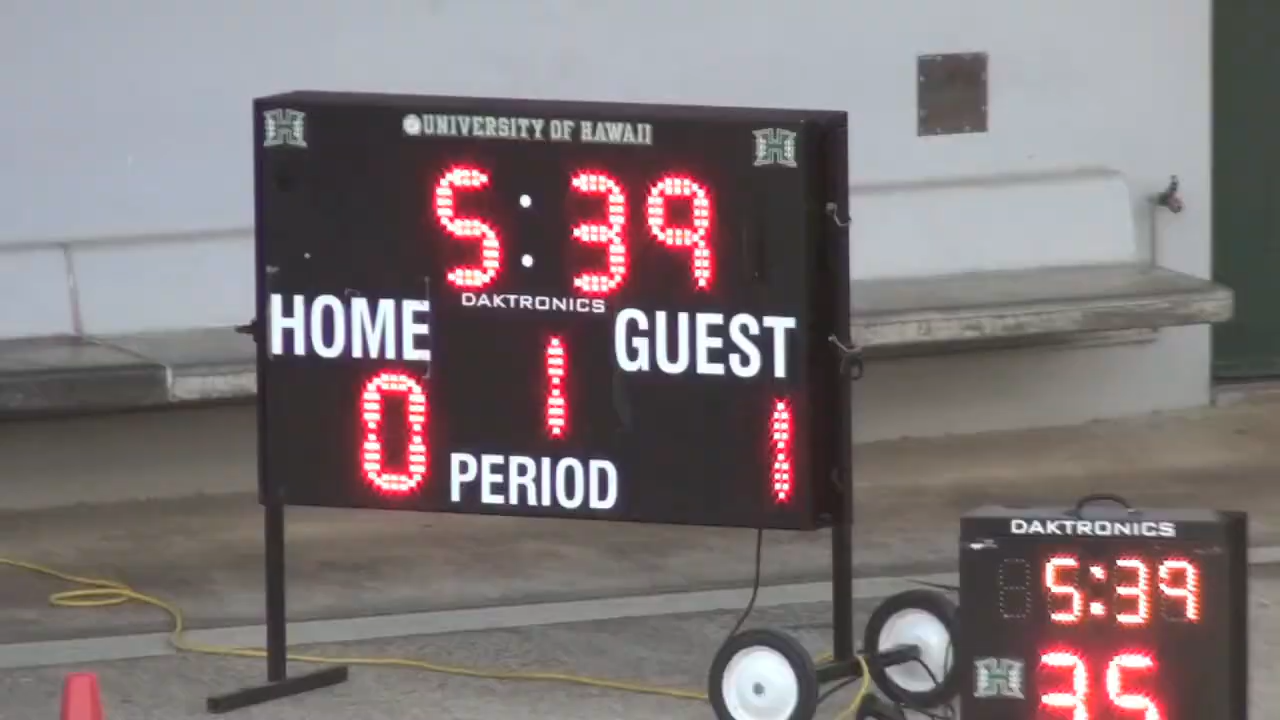 UNIVERSITY OF HAWAII
5:39
DAKTRONICS
HOME GUEST
1
0 1
PERIOD
DAKTRONICS
5:39
H 35